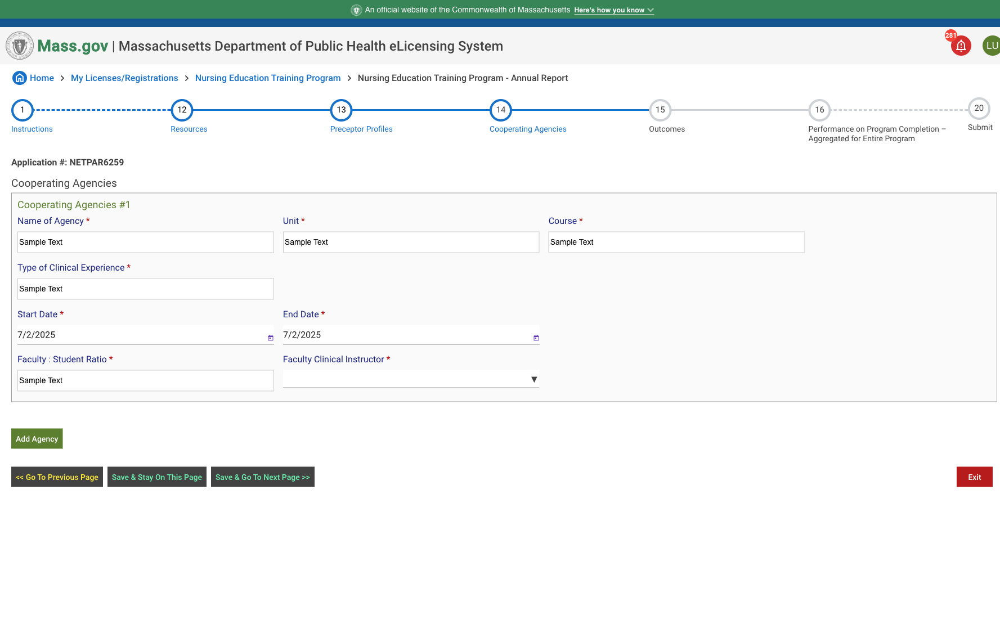 An official website of the Commonwealth of Massachusetts Here's how you know
Mass.gov | Massachusetts Department of Public Health eLicensing System
281
LU
Home > My Licenses/Registrations > Nursing Education Training Program > Nursing Education Training Program - Annual Report
1 12 13 14 15 16 20
Instructions Resources Preceptor Profiles Cooperating Agencies Outcomes Performance on Program Completion – Submit
Aggregated for Entire Program
Application #: NETPAR6259
Cooperating Agencies
Cooperating Agencies #1
Name of Agency * Unit * Course *
Sample Text Sample Text Sample Text
Type of Clinical Experience *
Sample Text
Start Date * End Date *
7/2/2025 7/2/2025
Faculty : Student Ratio * Faculty Clinical Instructor *
Sample Text
Add Agency
<< Go To Previous Page Save & Stay On This Page Save & Go To Next Page >> Exit